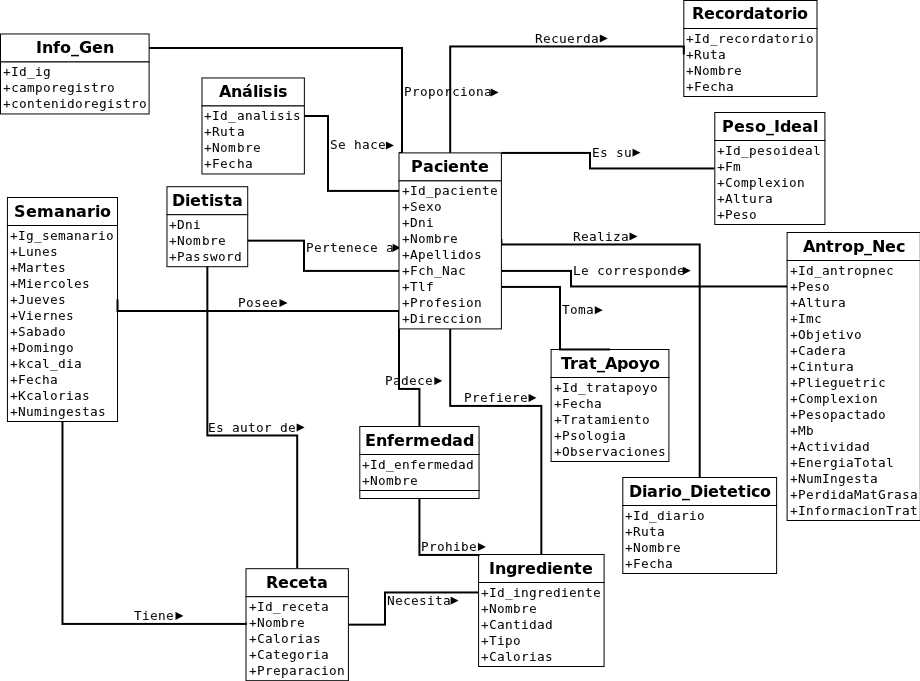 Recordatorio
+Id_recordatorio
+Ruta
+Nombre
+Fecha
Recuerda▶
Info_Gen
+Id_ig
+camporegistro
+contenidoregistro
Proporciona▶
Análisis
+Id_analisis
+Ruta
+Nombre
+Fecha
Se hace▶
Peso_Ideal
+Id_pesoideal
+Fm
+Complexion
+Altura
+Peso
Es su▶
Paciente
+Id_paciente
+Sexo
+Dni
+Nombre
+Apellidos
+Fch_Nac
+Tlf
+Profesion
+Direccion
Dietista
+Dni
+Nombre
+Password
Pertenece a▶
Semanario
+Ig_semanario
+Lunes
+Martes
+Miercoles
+Jueves
+Viernes
+Sabado
+Domingo
+kcal_dia
+Fecha
+Kcalorias
+Numingestas
Posee▶
Realiza▶
Le corresponde▶
Toma▶
Antrop_Nec
+Id_antropnec
+Peso
+Altura
+Imc
+Objetivo
+Cadera
+Cintura
+Plieguetric
+Complexion
+Pesopactado
+Mb
+Actividad
+EnergiaTotal
+NumIngesta
+PerdidaMatGrasa
+InformacionTrat
Trat_Apoyo
+Id_tratapoyo
+Fecha
+Tratamiento
+Psologia
+Observaciones
Padece▶
Prefiere▶
Es autor de▶
Enfermedad
+Id_enfermedad
+Nombre
Diario_Dietetico
+Id_diario
+Ruta
+Nombre
+Fecha
Prohibe▶
Ingrediente
+Id_ingrediente
+Nombre
+Cantidad
+Tipo
+Calorias
Receta
+Id_receta
+Nombre
+Calorias
+Categoria
+Preparacion
Necesita▶
Tiene▶